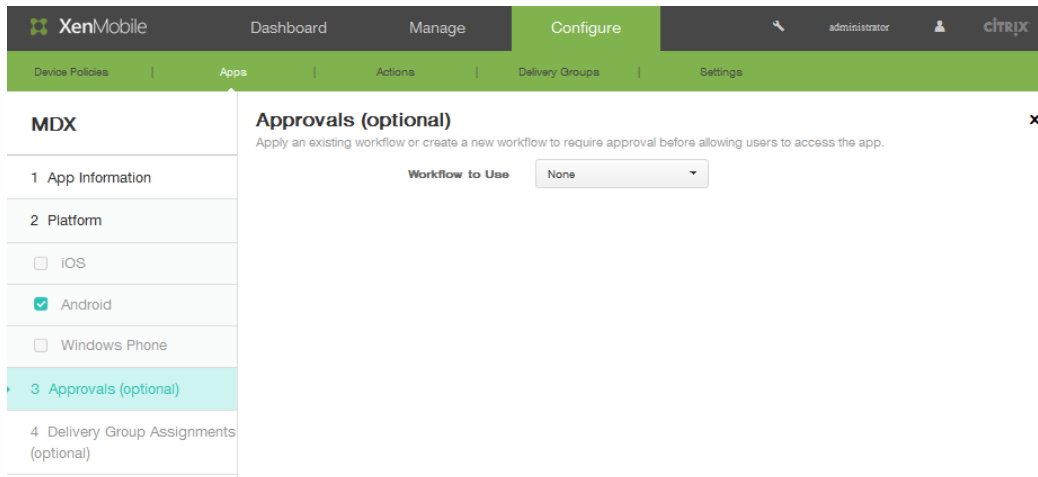 XenMobile Dashboard Manage Configure administrator CİTRIX
Device Policies | Apps | Actions | Delivery Groups | Settings
MDX
Approvals (optional)
x
Apply an existing workflow or create a new workflow to require approval before allowing users to access the app.
Workflow to Use None
1 App Information
2 Platform
iOS
Android
Windows Phone
3 Approvals (optional)
4 Delivery Group Assignments
(optional)